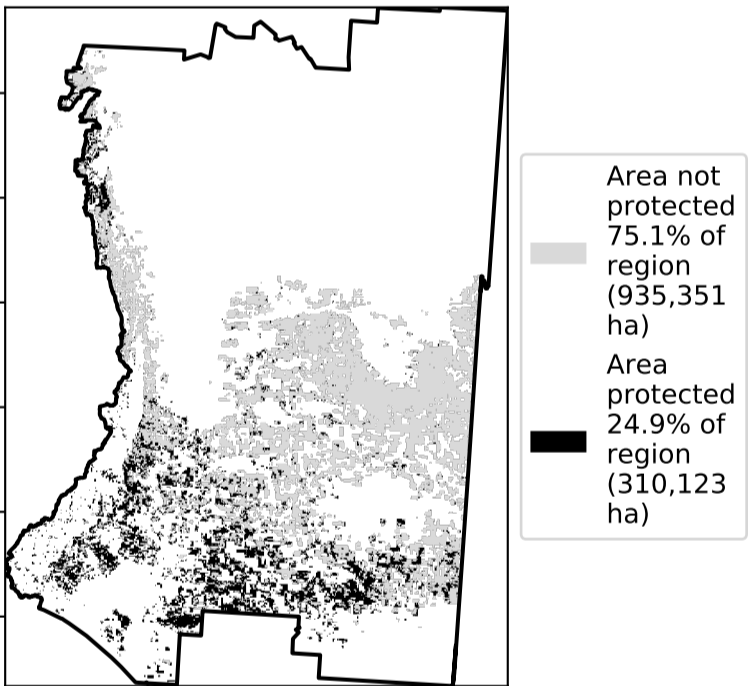 Area not
protected
75.1% of
region
(935,351
ha)
Area
protected
24.9% of
region
(310,123
ha)